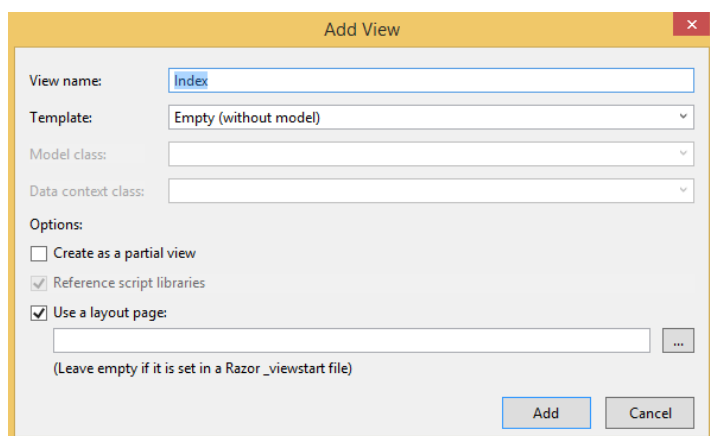 Add View
View name: Index
Template: Empty (without model)
Model class:
Data context class:
Options:
Create as a partial view
Reference script libraries
Use a layout page:
...
(Leave empty if it is set in a Razor _viewstart file)
Add Cancel